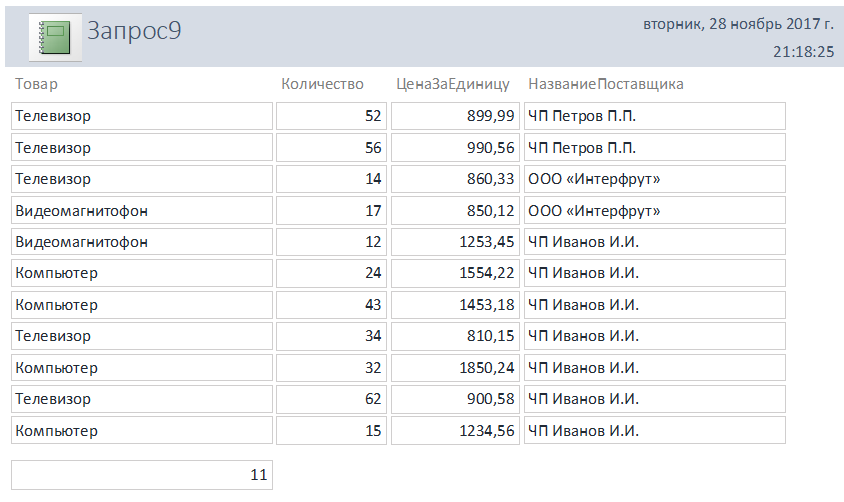 Запрос9
вторник, 28 ноябрь 2017 г.
21:18:25
Товар Количество ЦенаЗаЕдиницу НазваниеПоставщика
Телевизор 52 899,99 ЧП Петров П.П.
Телевизор 56 990,56 ЧП Петров П.П.
Телевизор 14 860,33 ООО «Интерфрут»
Видеомагнитофон 17 850,12 ООО «Интерфрут»
Видеомагнитофон 12 1253,45 ЧП Иванов И.И.
Компьютер 24 1554,22 ЧП Иванов И.И.
Компьютер 43 1453,18 ЧП Иванов И.И.
Телевизор 34 810,15 ЧП Иванов И.И.
Компьютер 32 1850,24 ЧП Иванов И.И.
Телевизор 62 900,58 ЧП Иванов И.И.
Компьютер 15 1234,56 ЧП Иванов И.И.
11